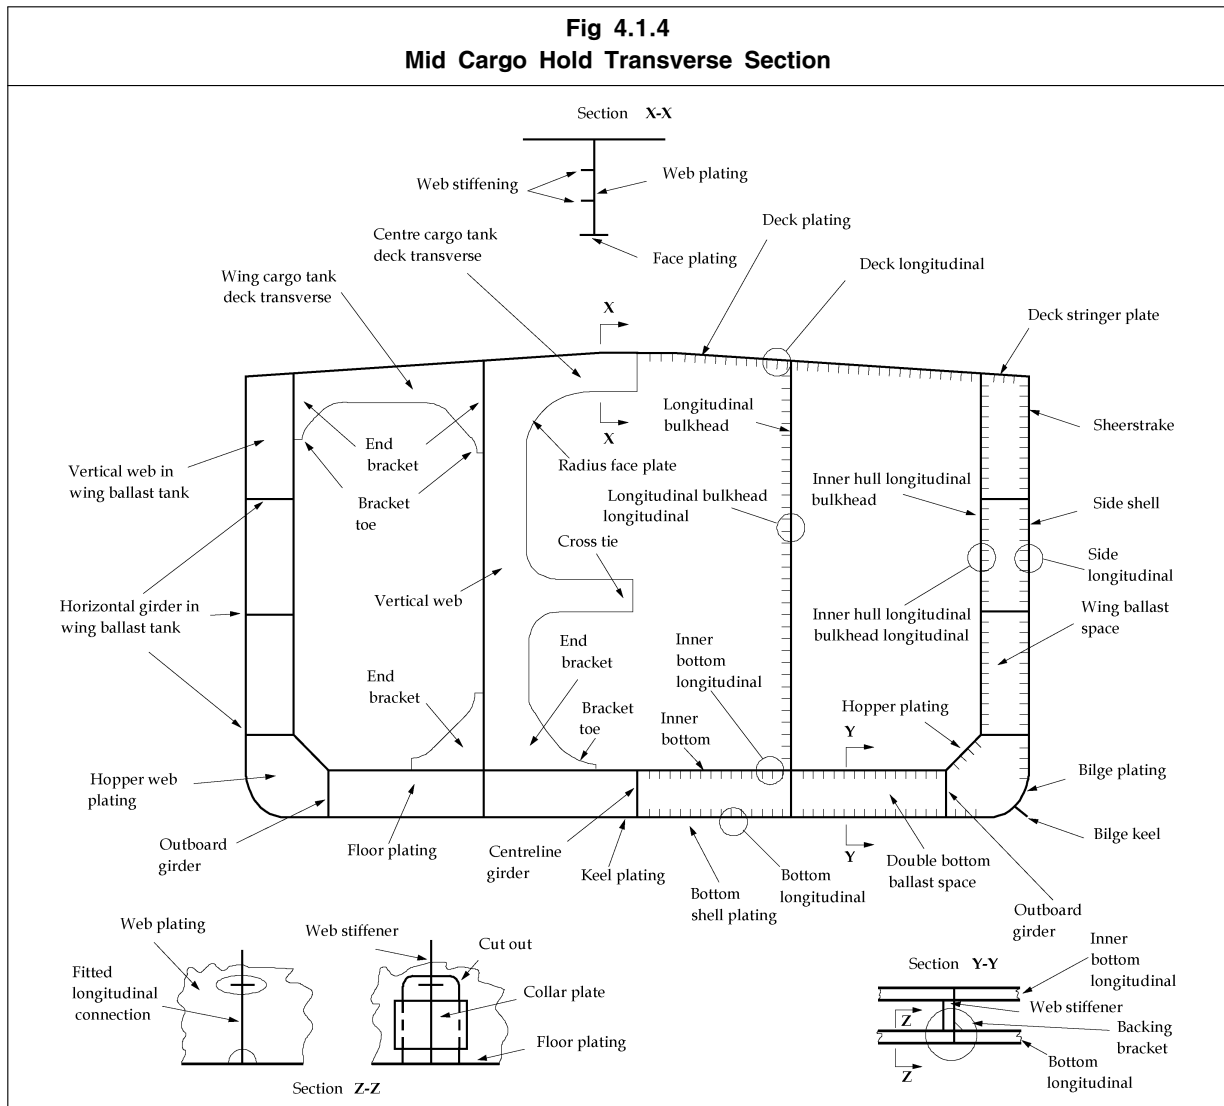 Fig 4.1.4
Mid Cargo Hold Transverse Section
Section X-X
Web stiffening
Web plating
Face plating
Deck plating
Centre cargo tank
deck transverse
Deck longitudinal
Wing cargo tank
deck transverse
Deck stringer plate
X
X
Longitudinal
bulkhead
Sheerstrake
End
bracket
Radius face plate
Vertical web in
wing ballast tank
Bracket
toe
Inner hull longitudinal
bulkhead
Longitudinal bulkhead
longitudinal
Side shell
Cross tie
Side
longitudinal
Vertical web
Horizontal girder in
wing ballast tank
Inner hull longitudinal
bulkhead longitudinal
Wing ballast
space
End
bracket
Inner
bottom
longitudinal
End
bracket
Bracket
toe
Inner
bottom
Hopper plating
Y
Hopper web
plating
Bilge plating
Outboard
girder
Floor plating
Centreline
girder
Keel plating
Bottom
shell plating
Bottom
longitudinal
Y
Double bottom
ballast space
Bilge keel
Outboard
girder
Web plating
Web stiffener
Cut out
Fitted
longitudinal
connection
Collar plate
Floor plating
Section Z-Z
Section Y-Y
Inner
bottom
longitudinal
Web stiffener
Z
Backing
bracket
Z
Bottom
longitudinal